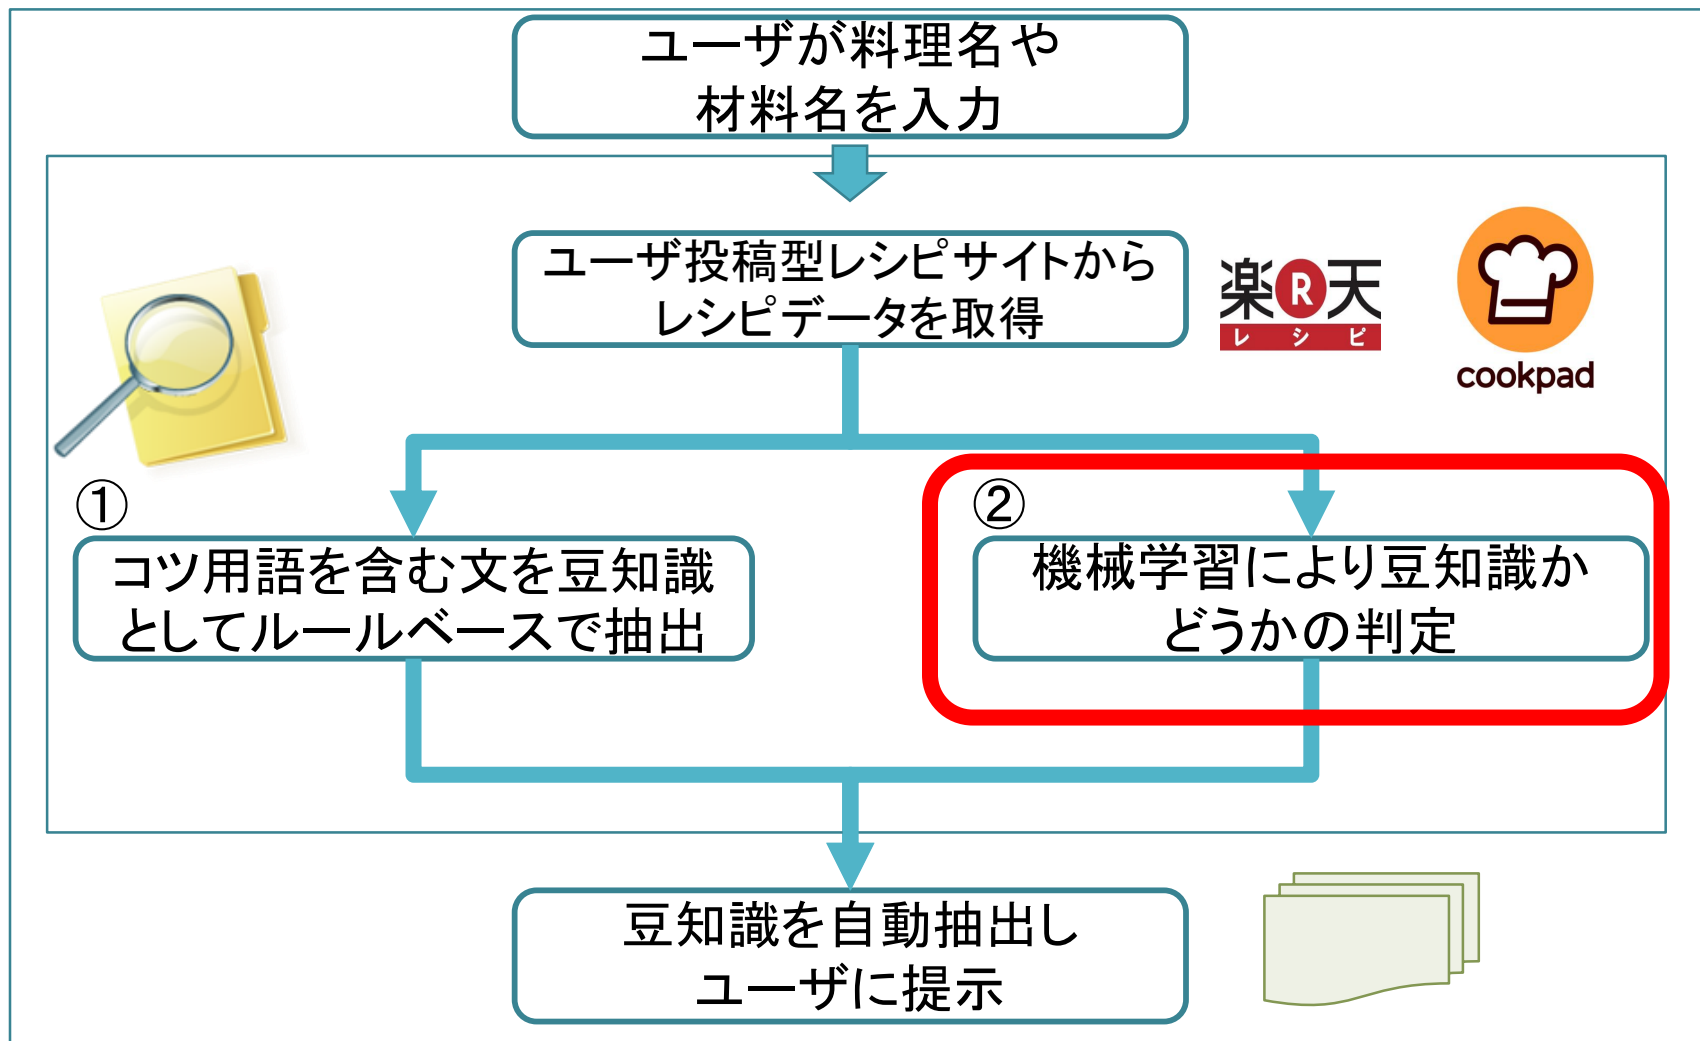 ユーザが料理名や
材料名を入力
ユーザ投稿型レシピサイトから
レシピデータを取得
楽R天
レシピ
cookpad
①
コツ用語を含む文を豆知識
としてルールベースで抽出
②
機械学習により豆知識か
どうかの判定
豆知識を自動抽出し
ユーザに提示